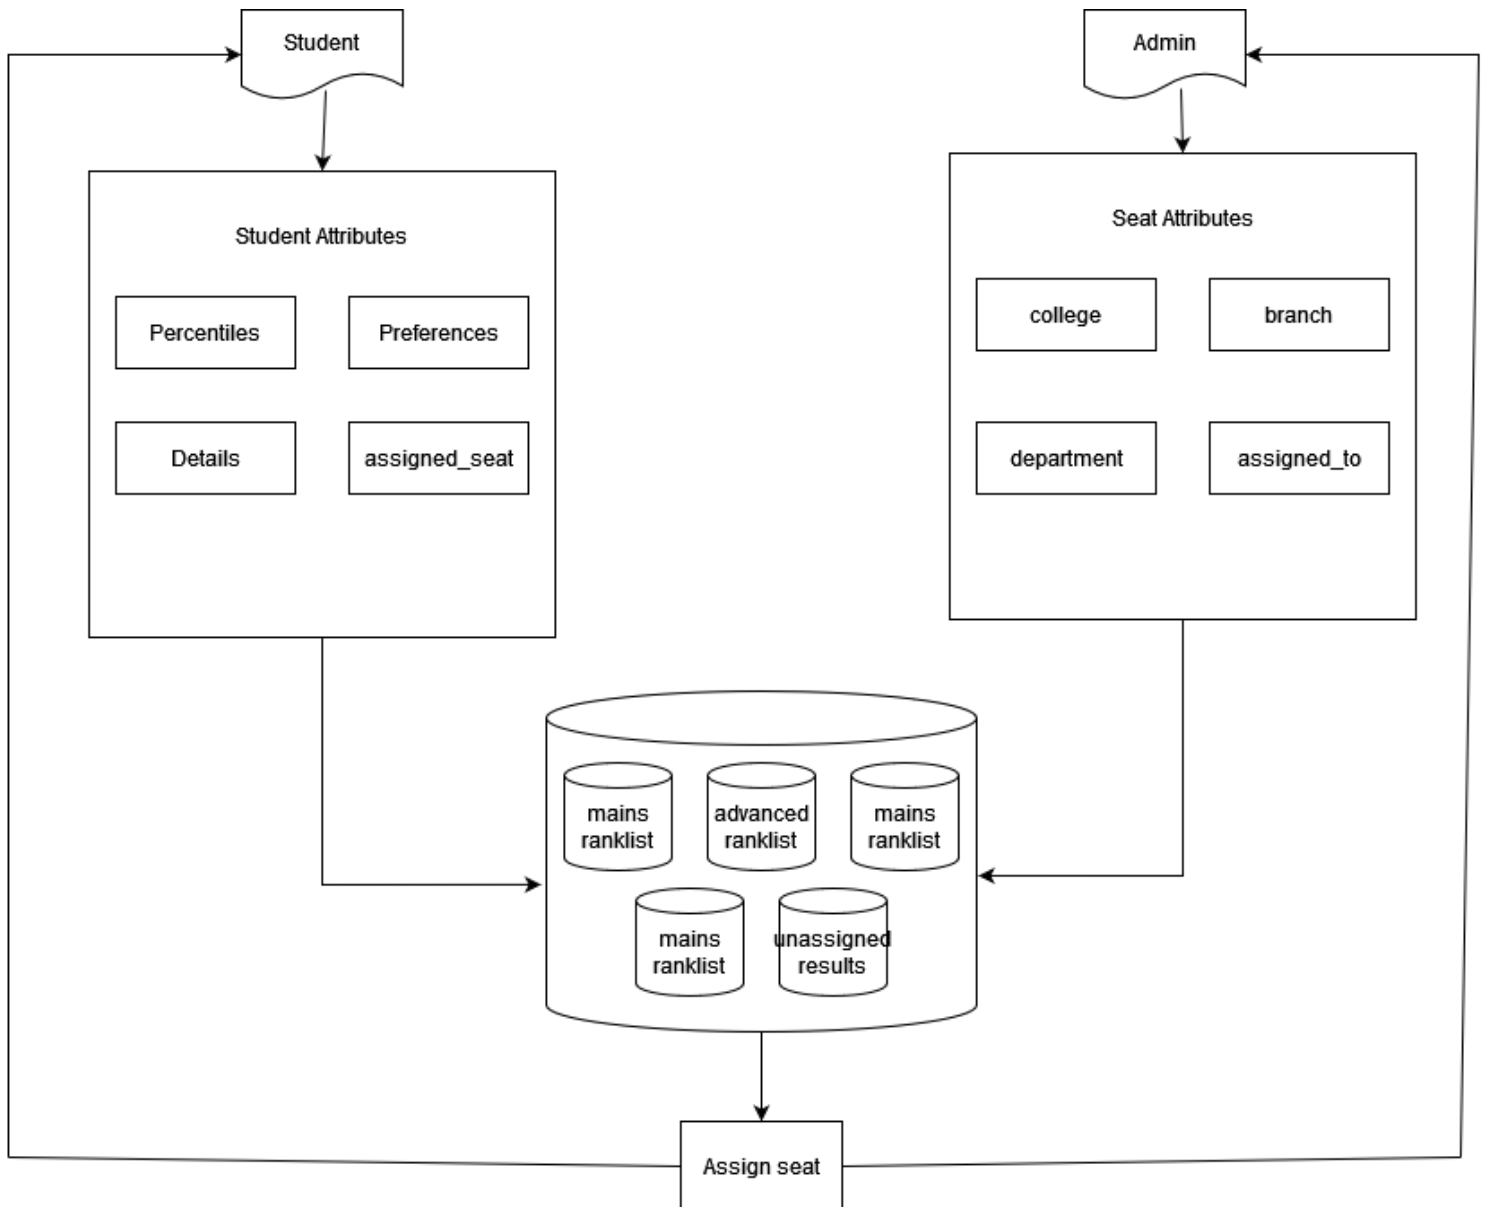 Student
Admin
Student Attributes
Seat Attributes
Percentiles
Preferences
college
branch
Details
assigned_seat
department
assigned_to
mains
ranklist
advanced
ranklist
mains
ranklist
mains
ranklist
unassigned
results
Assign seat